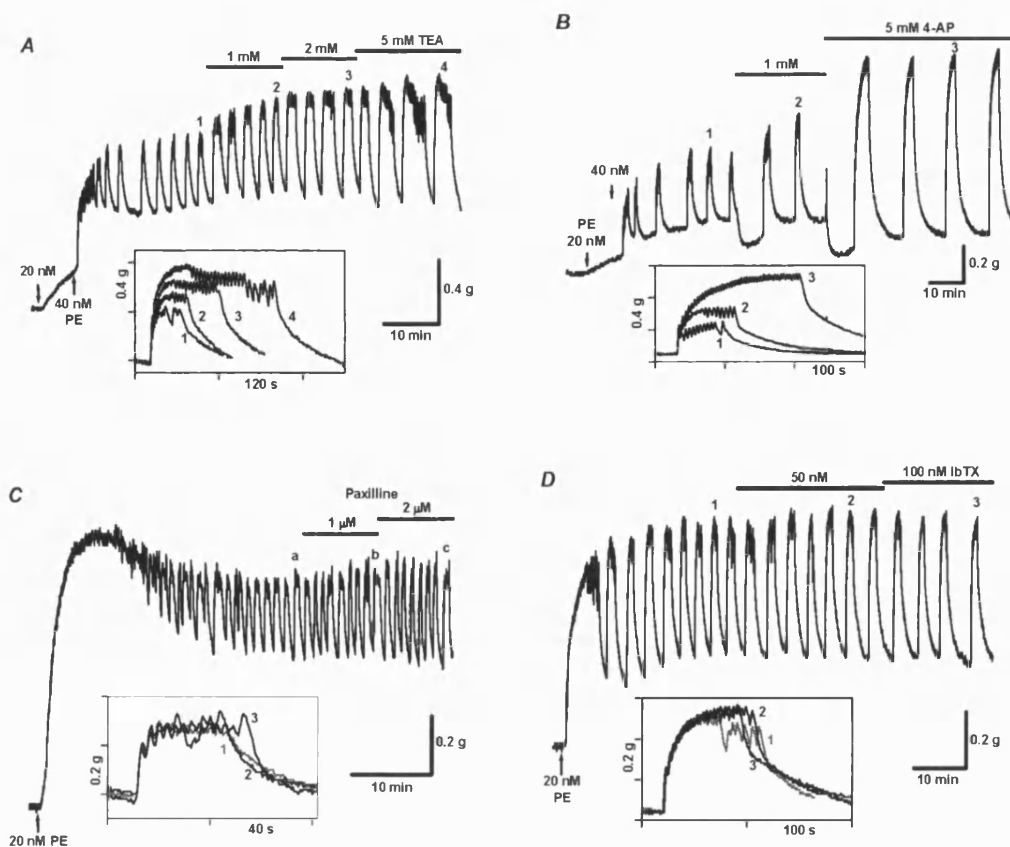 A
1 mM
2 mM
5 mM TEA
1
2
3
4
20 nM
40 nM
PE
0.4 g
1
2
3
4
120 s
0.4 g
10 min
B
5 mM 4-AP
1 mM
1
2
3
40 nM
PE
20 nM
0.4 g
1
2
3
100 s
0.2 g
10 min
C
Paxilline
1 µM
2 µM
a
b
c
20 nM PE
0.2 g
1
2
3
40 s
0.2 g
10 min
D
50 nM
100 nM IbTX
1
2
3
20 nM
PE
0.2 g
2
1
3
100 s
0.2 g
10 min